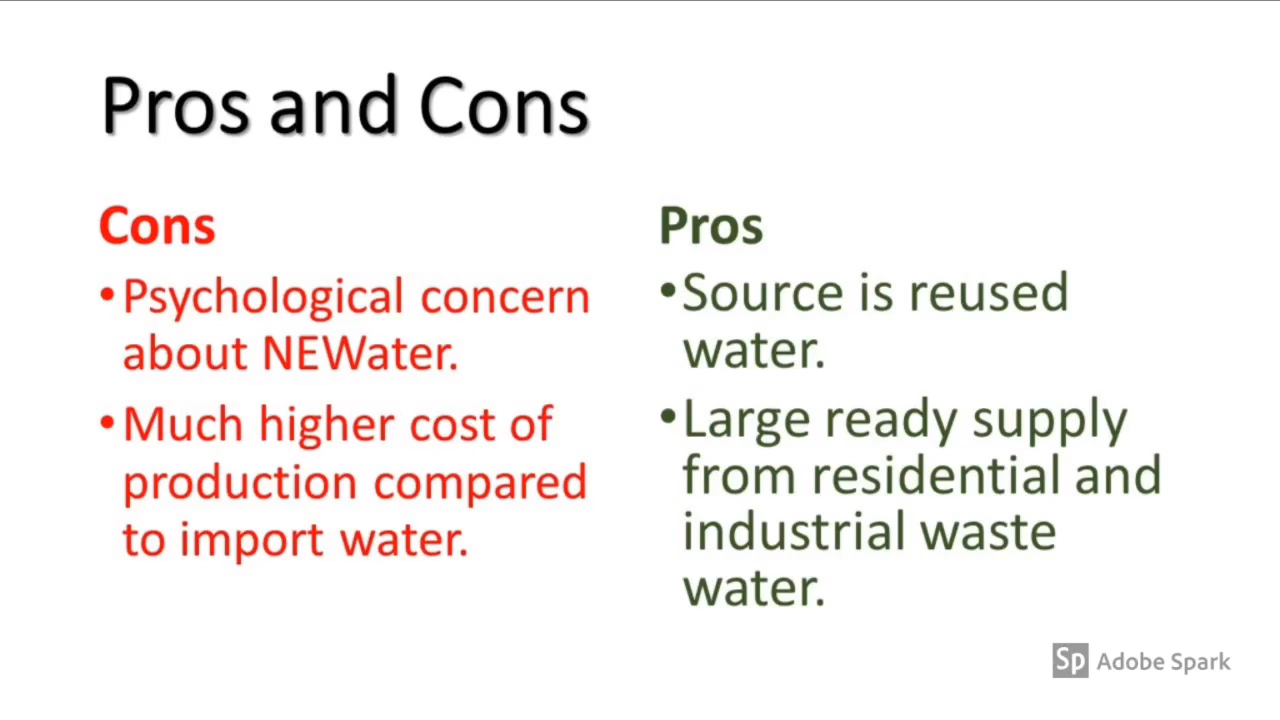 Pros and Cons
Cons
•Psychological concern
about NEWater.
•Much higher cost of
production compared
to import water.
Pros
•Source is reused
water.
•Large ready supply
from residential and
industrial waste
water.
Sp Adobe Spark